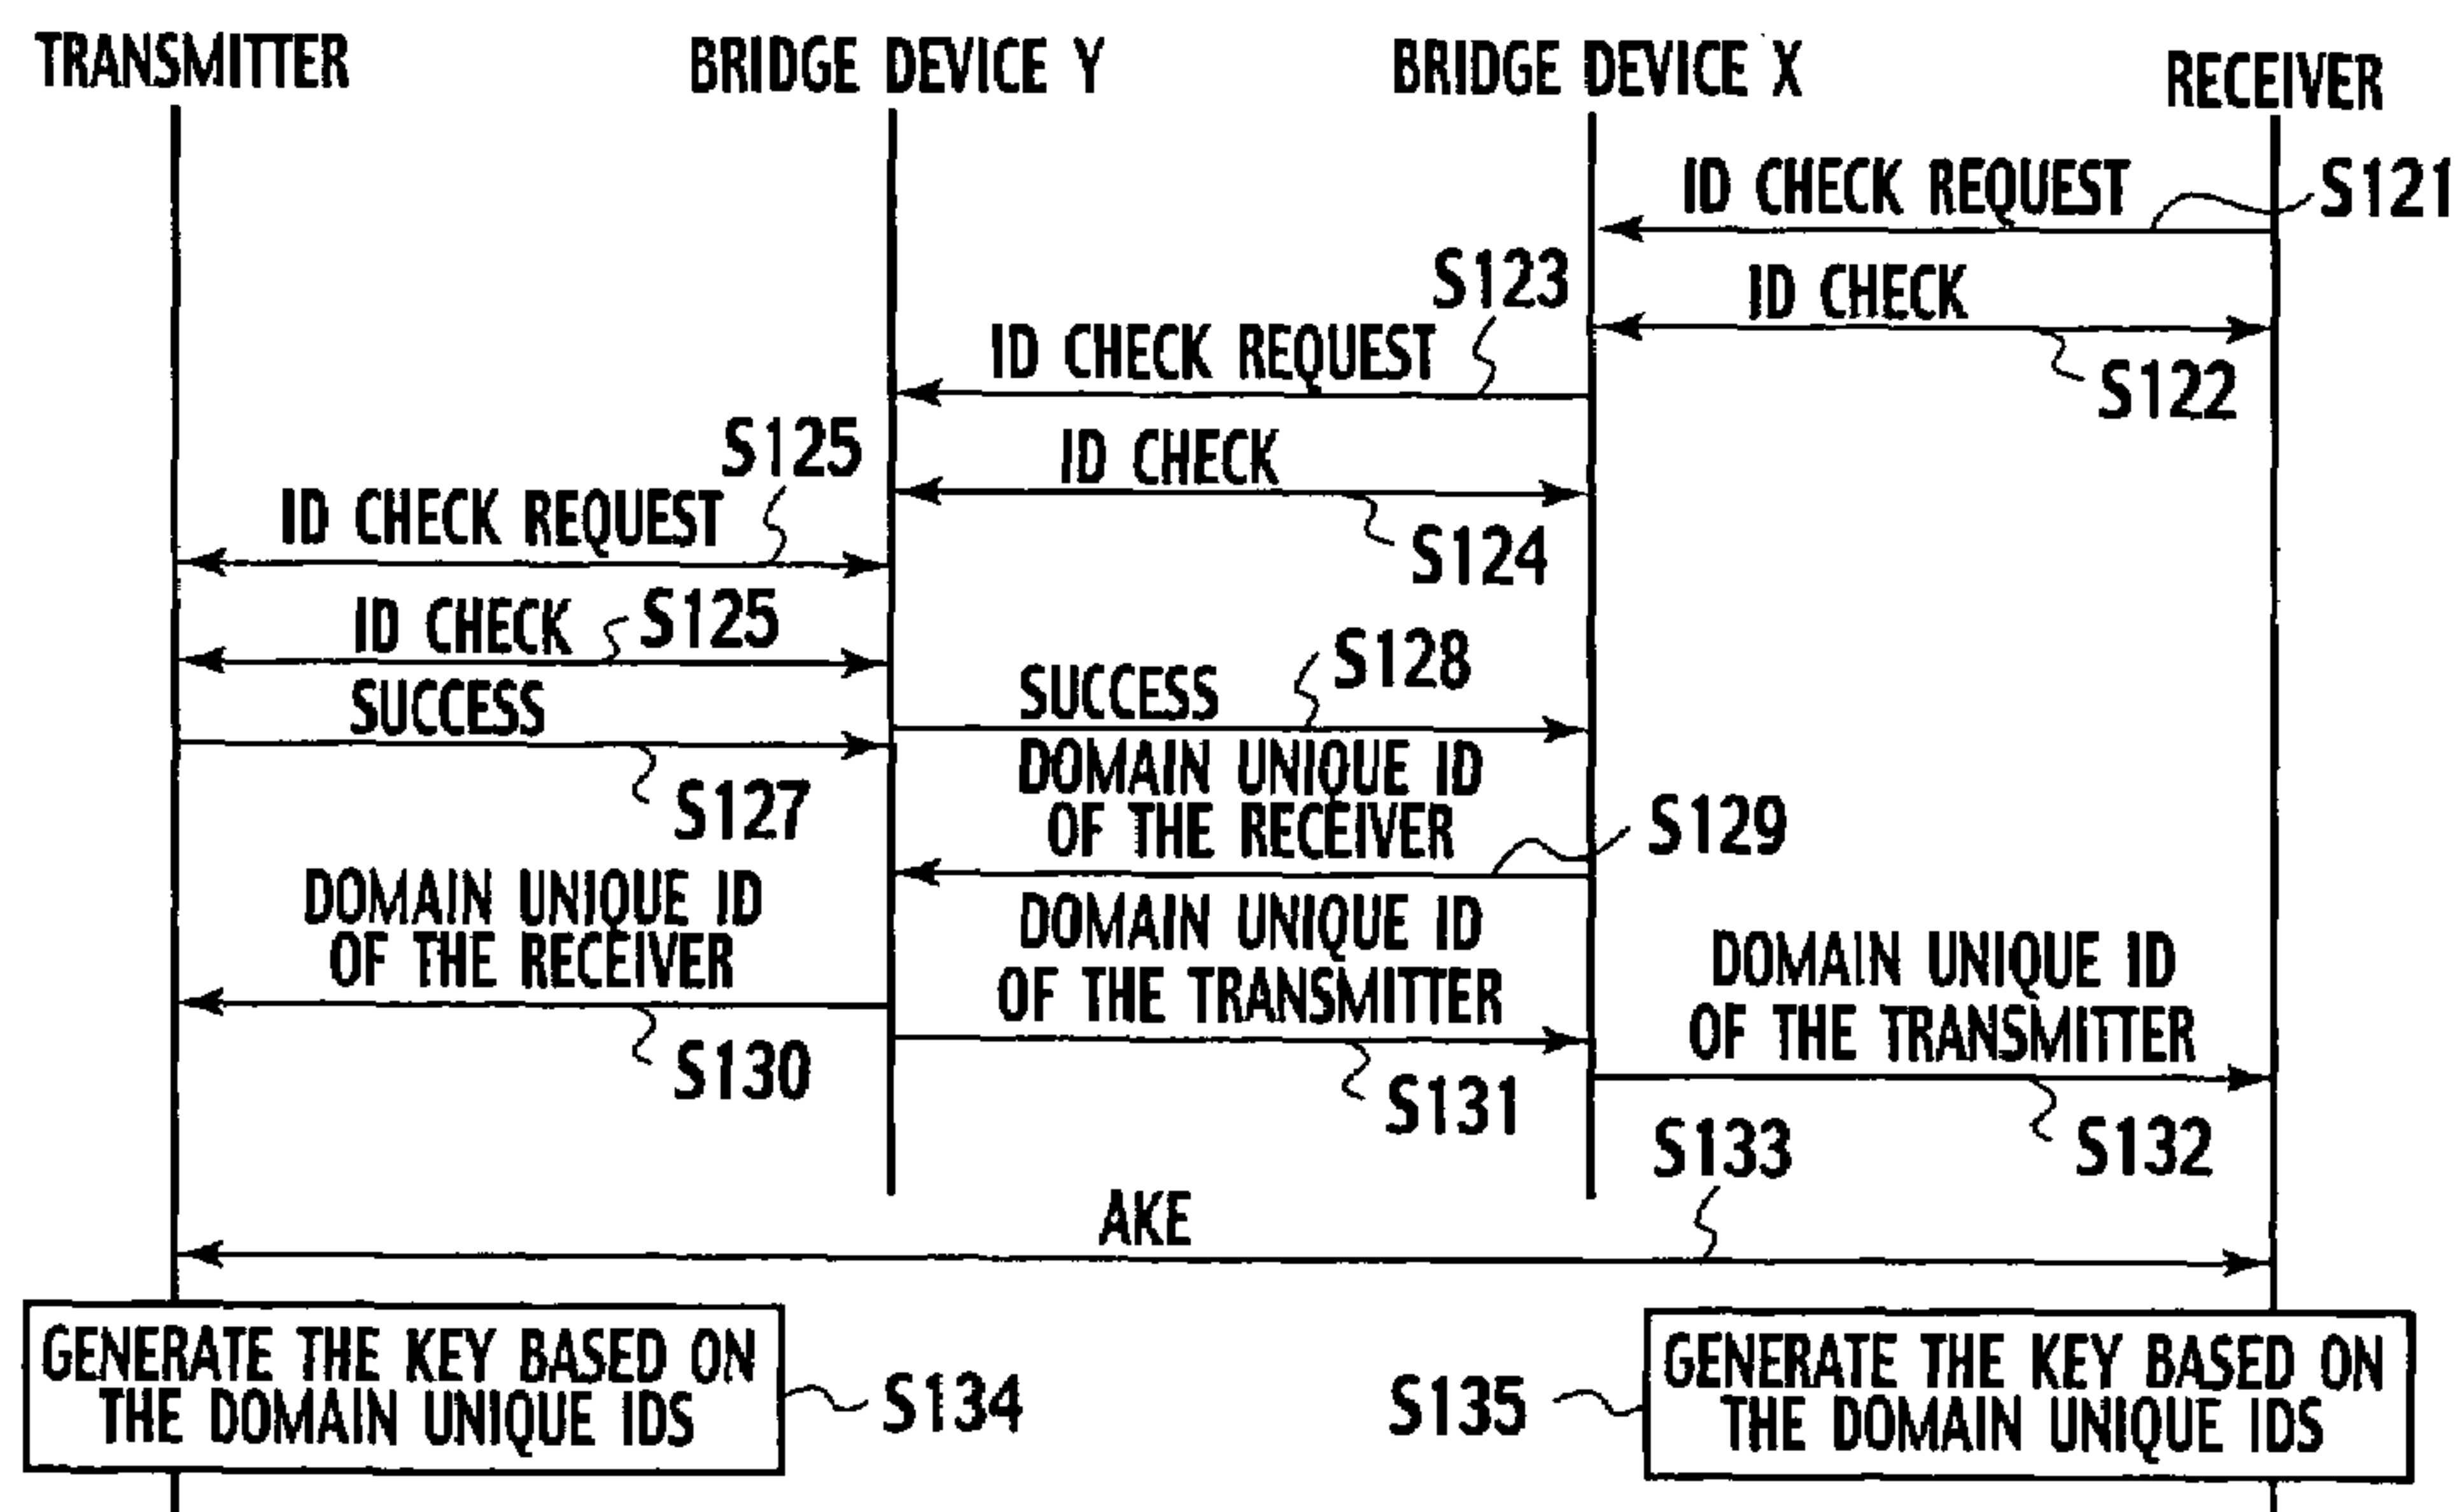 TRANSMITTER
BRIDGE DEVICE Y
BRIDGE DEVICE X
RECEIVER
ID CHECK REQUEST
S121
S123
ID CHECK
ID CHECK REQUEST
S122
S125
ID CHECK
ID CHECK REQUEST
S124
ID CHECK
S125
S128
SUCCESS
SUCCESS
DOMAIN UNIQUE ID
OF THE RECEIVER
S127
S129
DOMAIN UNIQUE ID
OF THE RECEIVER
DOMAIN UNIQUE ID
OF THE TRANSMITTER
DOMAIN UNIQUE ID
OF THE TRANSMITTER
S130
S131
S133
S132
AKE
GENERATE THE KEY BASED ON
THE DOMAIN UNIQUE IDS
S134
S135
GENERATE THE KEY BASED ON
THE DOMAIN UNIQUE IDS